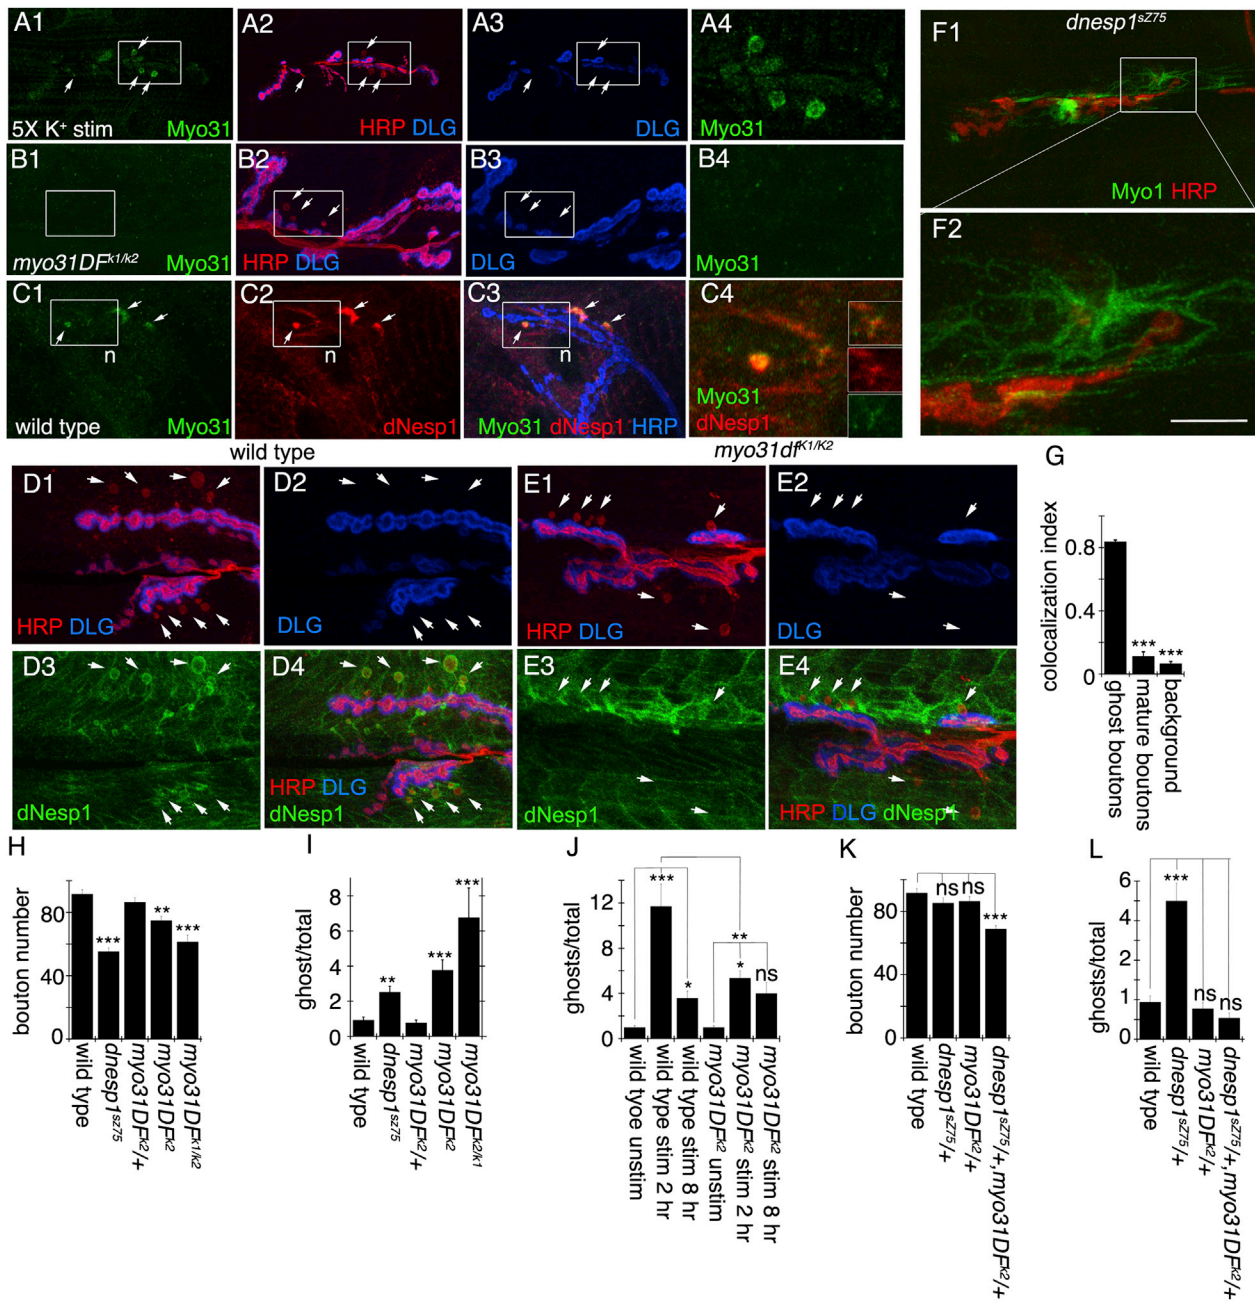 A1
5X K⁺ stim Myo31
A2
HRP DLG
A3
DLG
A4
Myo31
dnesp1sZ75
F1
Myo1 HRP
B1
myo31DFk1/k2 Myo31
B2
HRP DLG
B3
DLG
B4
Myo31
F2
C1
n
wild type Myo31
C2
n
dNesp1
C3
n
Myo31 dNesp1 HRP
C4
Myo31
dNesp1
wild type
myo31dfK1/K2
D1
HRP DLG
D2
DLG
E1
HRP DLG
E2
DLG
D3
dNesp1
D4
HRP DLG
dNesp1
E3
dNesp1
E4
HRP DLG dNesp1
G
colocalization index
0.8
0.4
0
***
***
ghost boutons
mature boutons
background
H
bouton number
80
40
0
***
**
***
wild type
dnesp1sz75
myo31DFk2/+
myo31DFk2
myo31DFk1/k2
I
ghost/total
8
6
4
2
0
**
***
***
wild type
dnesp1sz75
myo31DFk2/+
myo31DFk2
myo31DFk2/k1
J
ghosts/total
12
8
4
0
***
*
**
*
ns
wild tyoe unstim
wild type stim 2 hr
wild type stim 8 hr
myo31DFk2 unstim
myo31DFk2 stim 2 hr
myo31DFk2 stim 8 hr
K
bouton number
80
40
0
ns
ns
***
wild type
dnesp1sZ75/+
myo31DFk2/+
dnesp1sZ75/+,myo31DFk2/+
L
ghosts/total
6
4
1
0
***
ns
ns
wild type
dnesp1sZ75/+
myo31DFk2/+
dnesp1sZ75/+,myo31DFk2/+